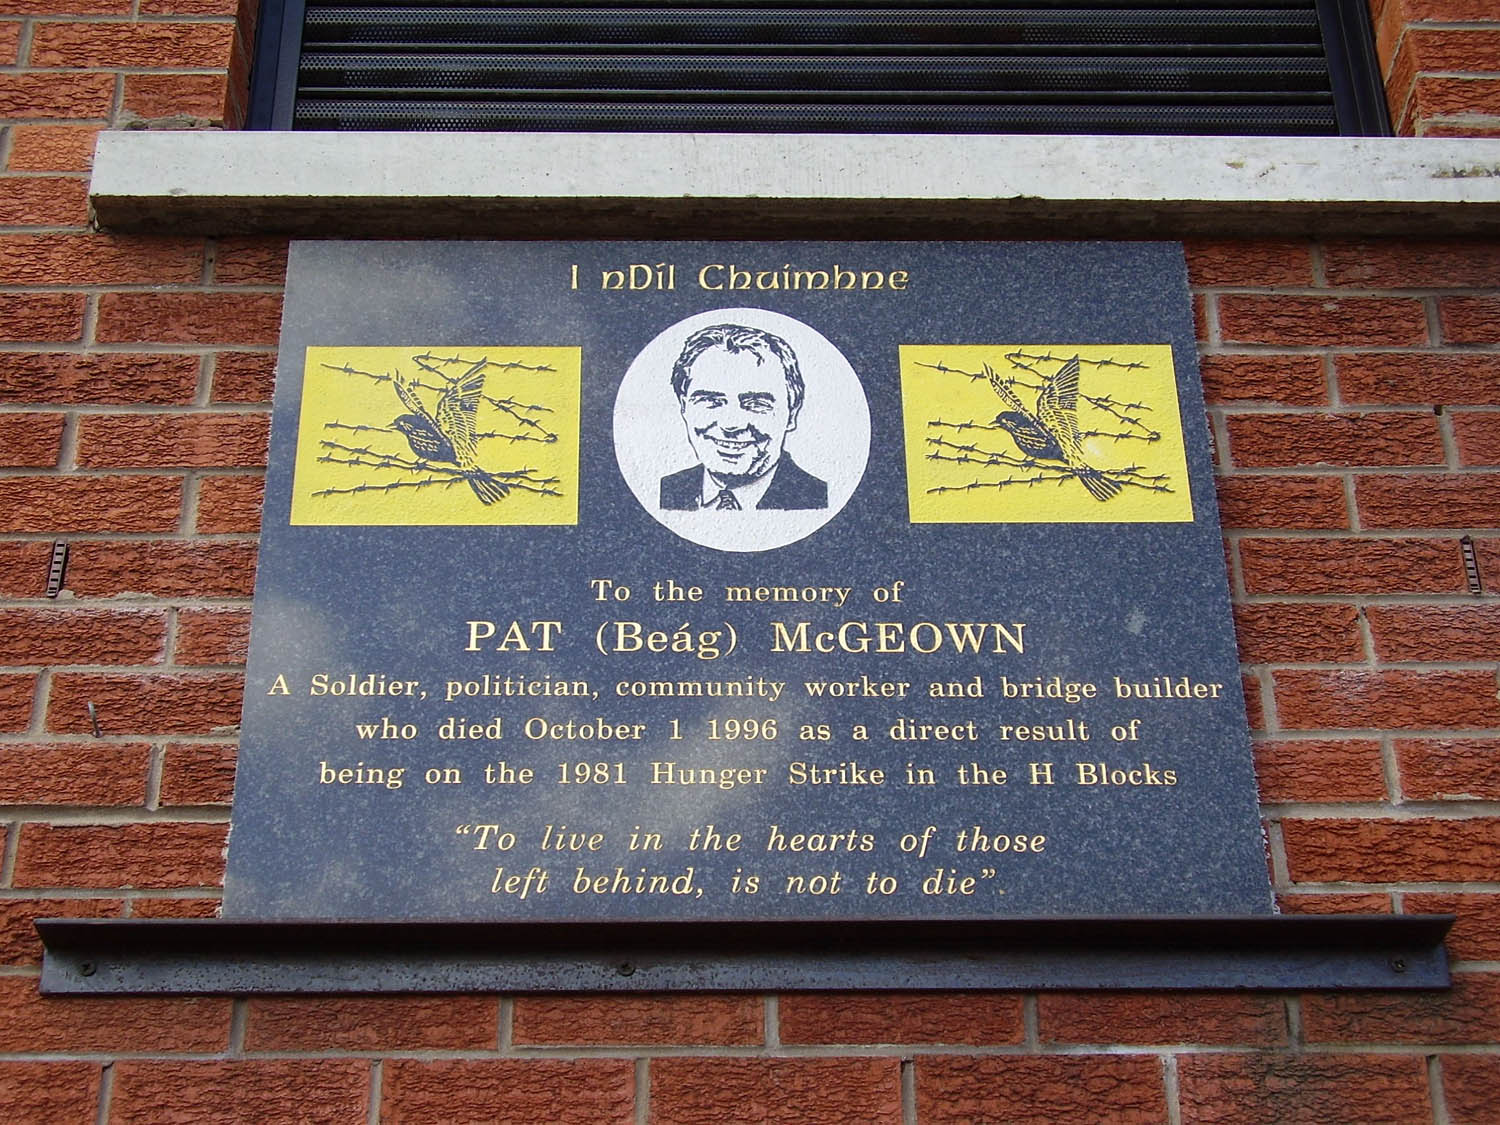 I nDíl Chuimhne
To the memory of
PAT (Beág) McGEOWN
A Soldier, politician, community worker and bridge builder
who died October 1 1996 as a direct result of
being on the 1981 Hunger Strike in the H Blocks
“To live in the hearts of those
left behind, is not to die”.